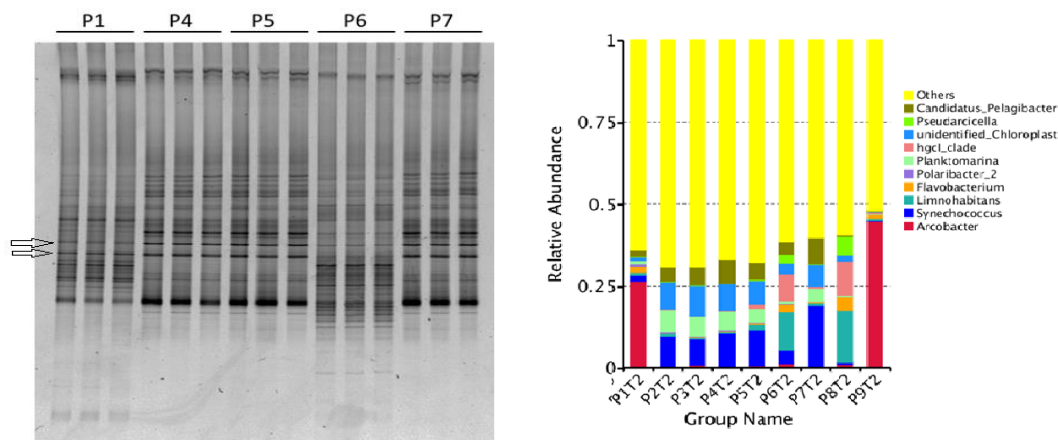 P1 P4 P5 P6 P7
1
0.75
0.5
0.25
0
Relative Abundance
P1T2 P2T2 P3T2 P4T2 P5T2 P6T2 P7T2 P8T2 P9T2
Group Name
Others
Candidatus_Pelagibacter
Pseudarcicella
unidentified_Chloroplast
hgcI_clade
Planktomarina
Polaribacter_2
Flavobacterium
Limnohabitans
Synechococcus
Arcobacter